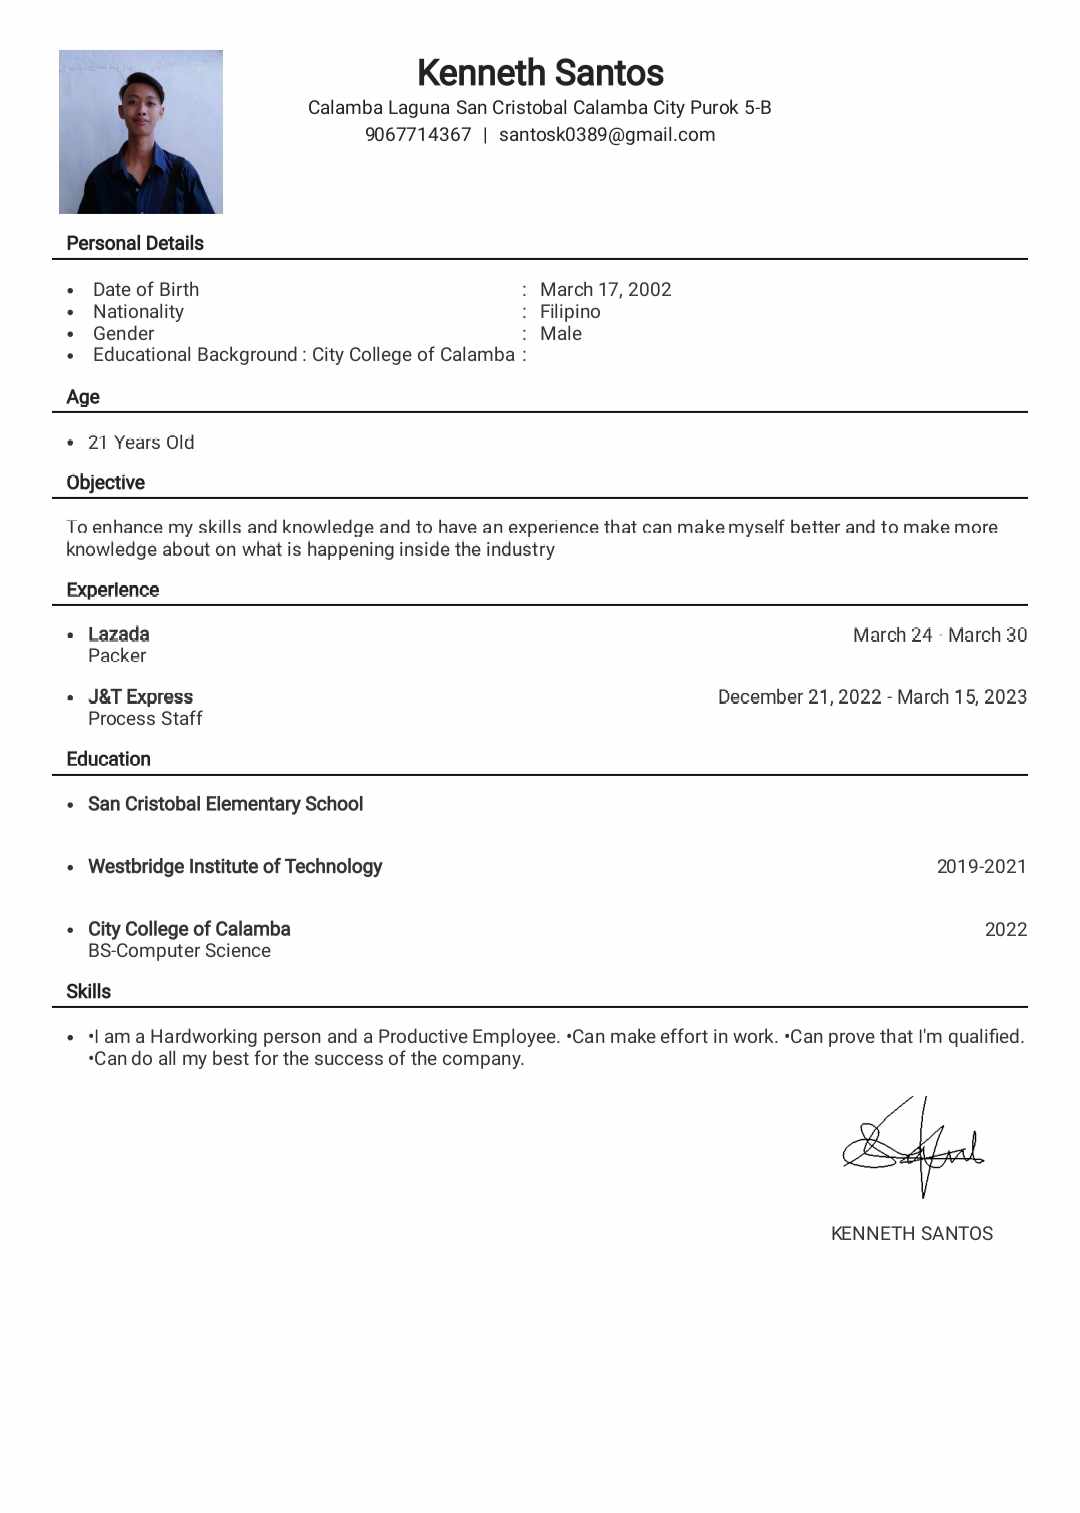 Kenneth Santos
Calamba Laguna San Cristobal Calamba City Purok 5-B
9067714367 | santosk0389@gmail.com
Personal Details
• Date of Birth : March 17, 2002
• Nationality : Filipino
• Gender : Male
• Educational Background : City College of Calamba :
Age
• 21 Years Old
Objective
To enhance my skills and knowledge and to have an experience that can make myself better and to make more
knowledge about on what is happening inside the industry
Experience
• Lazada March 24 - March 30
Packer
• J&T Express December 21, 2022 - March 15, 2023
Process Staff
Education
• San Cristobal Elementary School
• Westbridge Institute of Technology 2019-2021
• City College of Calamba 2022
BS-Computer Science
Skills
• •I am a Hardworking person and a Productive Employee. •Can make effort in work. •Can prove that I'm qualified.
•Can do all my best for the success of the company.
KENNETH SANTOS